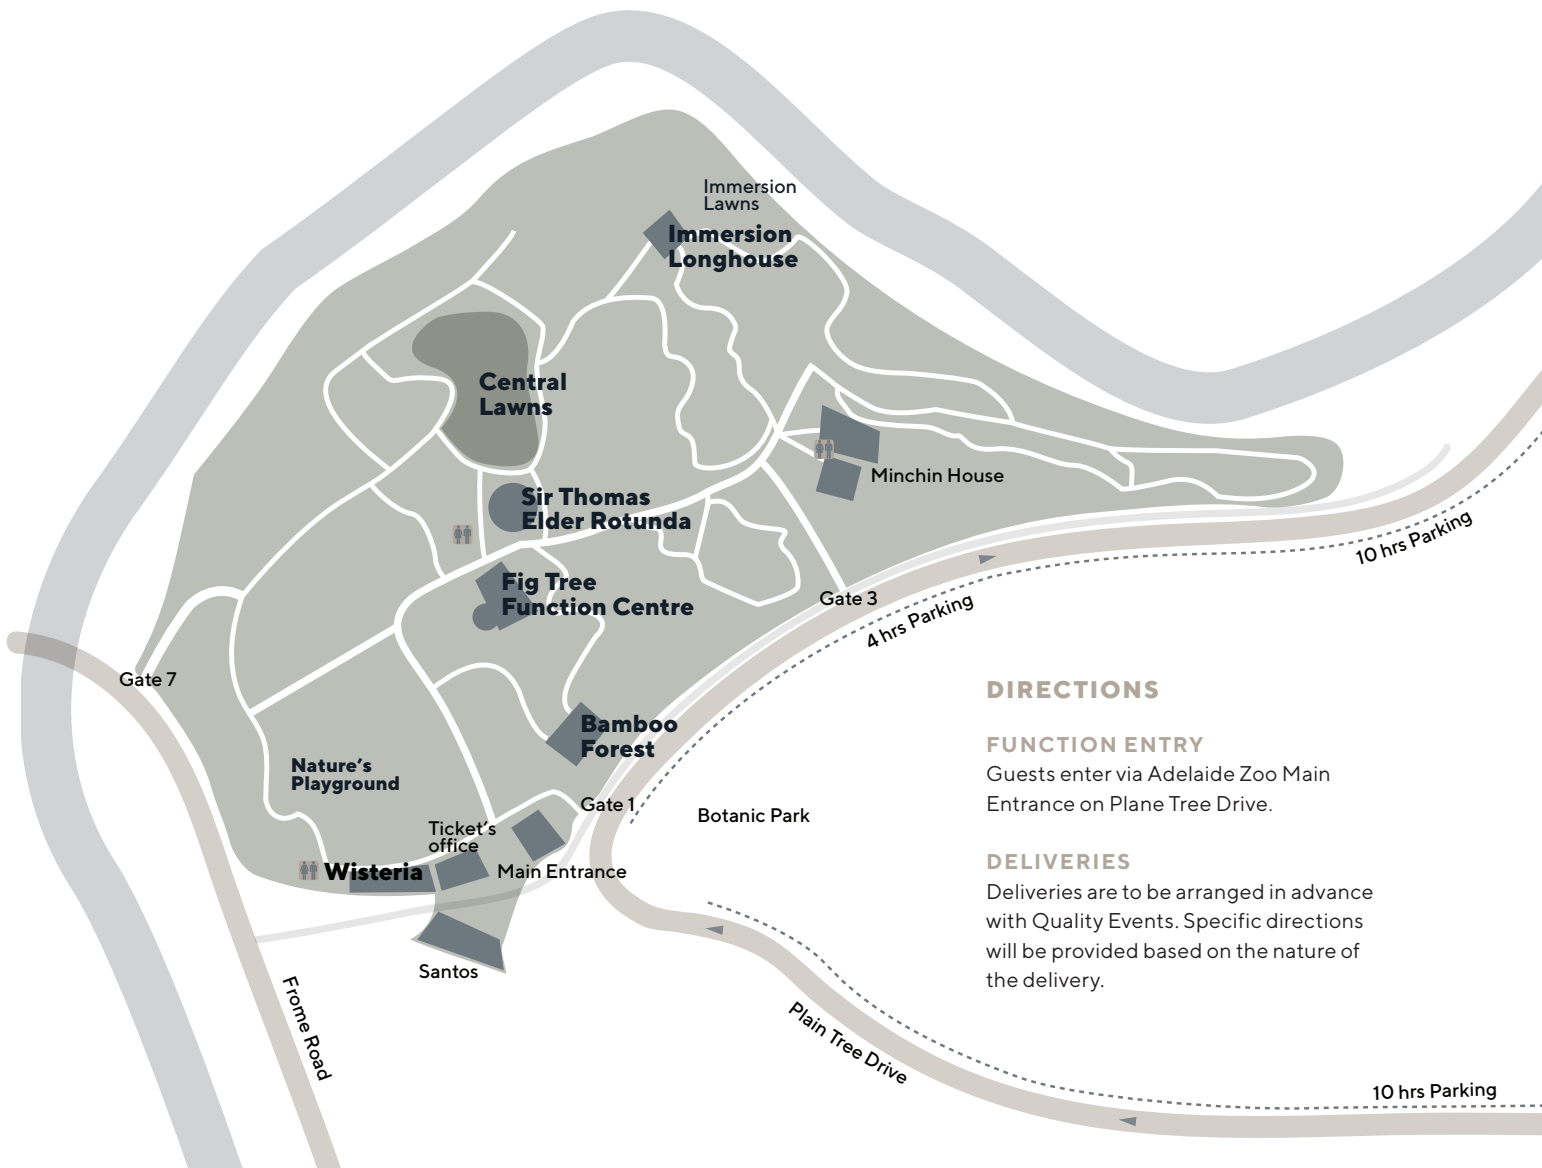 Immersion
Lawns
Immersion
Longhouse
Central
Lawns
Minchin House
Sir Thomas
Elder Rotunda
10 hrs Parking
Fig Tree
Function Centre
Gate 3
4 hrs Parking
Gate 7
Bamboo
Forest
Nature's
Playground
Gate 1
Botanic Park
Ticket's
office
Wisteria
Main Entrance
Santos
Frome Road
Plain Tree Drive
10 hrs Parking
DIRECTIONS
FUNCTION ENTRY
Guests enter via Adelaide Zoo Main
Entrance on Plane Tree Drive.
DELIVERIES
Deliveries are to be arranged in advance
with Quality Events. Specific directions
will be provided based on the nature of
the delivery.